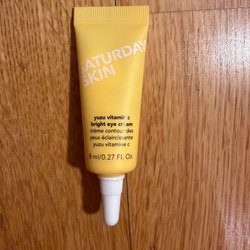 SATURDAY
SKIN
yuzu vitamin c
bright eye cream
crème contour des
yeux éclaircissante
yuzu vitamine c
8 ml/0.27 Fl. Oz.